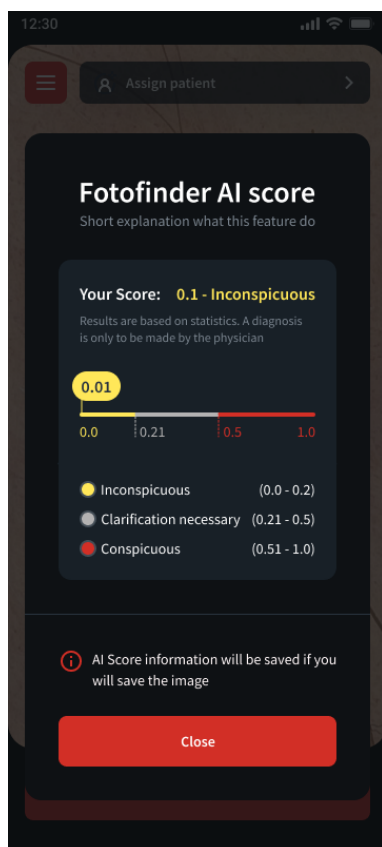 12:30
Assign patient
Fotofinder AI score
Short explanation what this feature do
Your Score: 0.1 - Inconspicuous
Results are based on statistics. A diagnosis
is only to be made by the physician
0.01
0.0 0.21 0.5 1.0
Inconspicuous (0.0 - 0.2)
Clarification necessary (0.21 - 0.5)
Conspicuous (0.51 - 1.0)
AI Score information will be saved if you
will save the image
Close